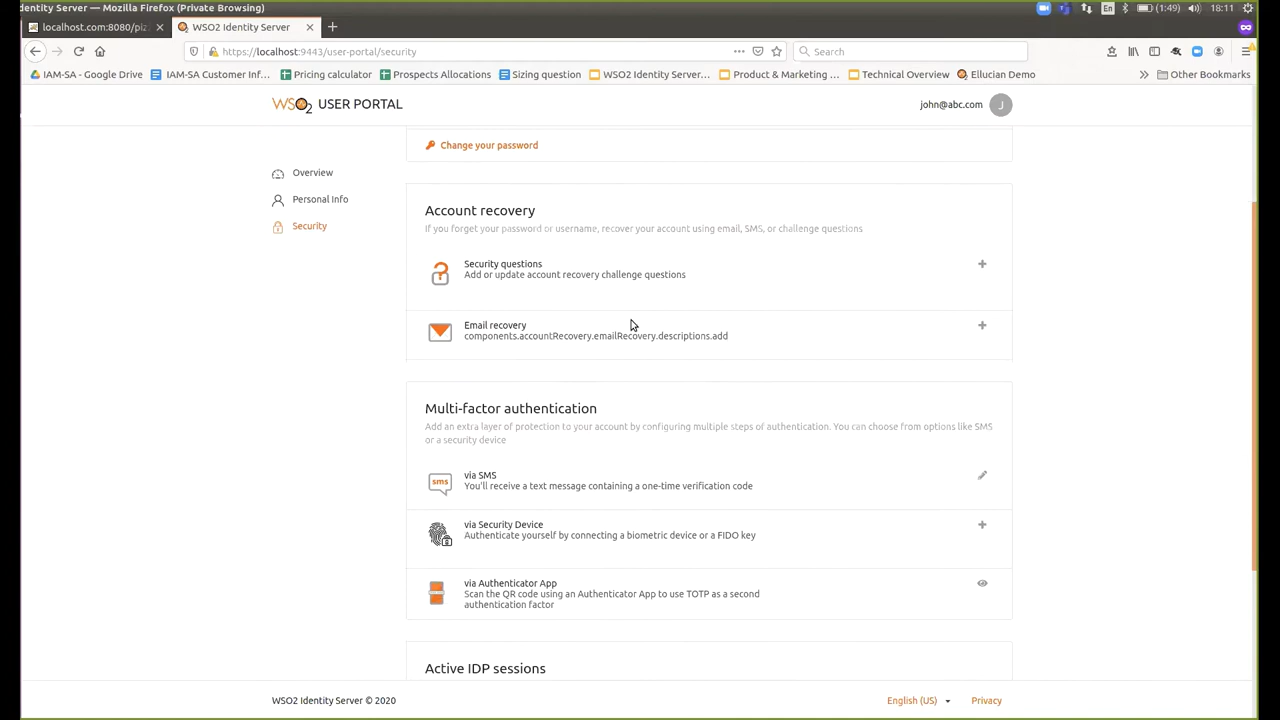 dentity Server — Mozilla Firefox (Private Browsing)
En
(1:49)
18:11
localhost.com:8080/piz
WSO2 Identity Server
https://localhost:9443/user-portal/security
Search
IAM-SA - Google Drive
IAM-SA Customer Inf...
Pricing calculator
Prospects Allocations
Sizing question
WSO2 Identity Server...
Product & Marketing ...
Technical Overview
Ellucian Demo
Other Bookmarks
WSO2 USER PORTAL
john@abc.com
J
Change your password
Overview
Personal Info
Security
Account recovery
If you forget your password or username, recover your account using email, SMS, or challenge questions
Security questions
Add or update account recovery challenge questions
Email recovery
components.accountRecovery.emailRecovery.descriptions.add
Multi-factor authentication
Add an extra layer of protection to your account by configuring multiple steps of authentication. You can choose from options like SMS
or a security device
sms
via SMS
You'll receive a text message containing a one-time verification code
via Security Device
Authenticate yourself by connecting a biometric device or a FIDO key
via Authenticator App
Scan the QR code using an Authenticator App to use TOTP as a second
authentication factor
Active IDP sessions
WSO2 Identity Server © 2020
English (US)
Privacy